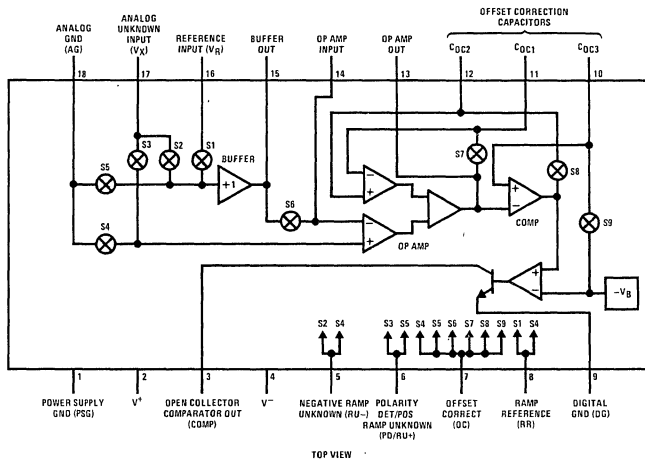 OFFSET CORRECTION
CAPACITORS
ANALOG
GND
(AG)
ANALOG
UNKNOWN
INPUT
(VX)
REFERENCE
INPUT (VR)
BUFFER
OUT
OP AMP
INPUT
OP AMP
OUT
COC2
COC1
COC3
18
17
16
15
14
13
12
11
10
S3
S2
S1
S7
S8
S5
BUFFER
+1
S6
S4
S9
−
+
−
+
OP AMP
+
−
COMP
+
−
−VB
S2 S4
S3 S5
S4 S5 S6 S7 S8 S9
S1 S4
1
2
3
4
5
6
7
8
9
POWER SUPPLY
GND (PSG)
V+
OPEN COLLECTOR
COMPARATOR OUT
(COMP)
V−
NEGATIVE RAMP
UNKNOWN (RU−)
POLARITY
DET/POS
RAMP UNKNOWN
(PD/RU+)
OFFSET
CORRECT
(OC)
RAMP
REFERENCE
(RR)
DIGITAL
GND (DG)
TOP VIEW